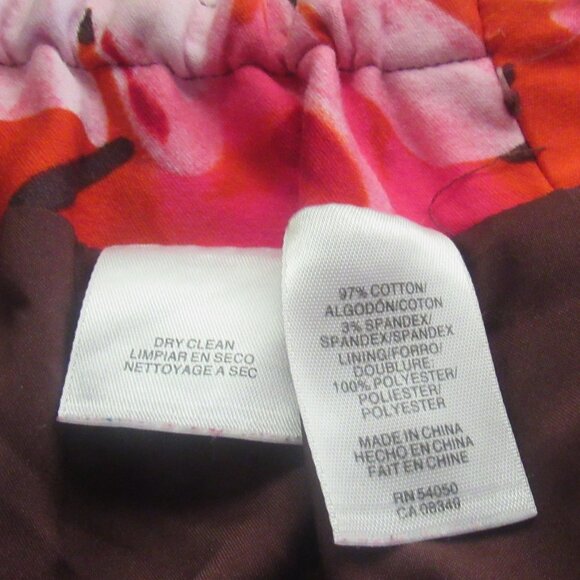 DRY CLEAN
LIMPIAR EN SECO
NETTOYAGE A SEC
97% COTTON/
ALGODÓN/COTON
3% SPANDEX/
SPANDEX/SPANDEX
LINING/FORRO/
DOUBLURE,
100% POLYESTER/
POLIESTER/
POLYESTER
MADE IN CHINA
HECHO EN CHINA
FAIT EN CHINE
RN 54050
CA 08349